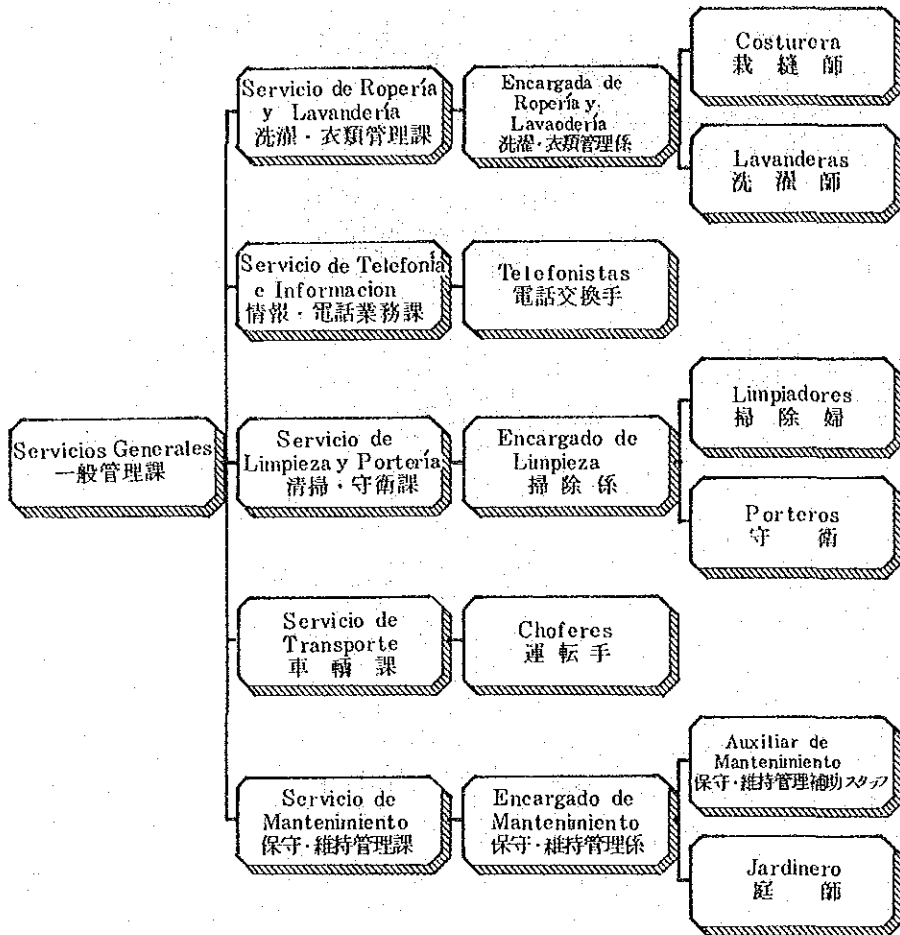 Servicios Generales
一般管理課
Servicio de Ropería
y Lavandería
洗濯・衣類管理課
Encargada de
Ropería y
Lavaodería
洗濯・衣類管理係
Costurera
裁縫師
Lavanderas
洗濯師
Servicio de Telefonía
e Informacion
情報・電話業務課
Telefonistas
電話交換手
Servicio de
Limpieza y Portería
清掃・守衛課
Encargado de
Limpieza
掃除係
Limpiadores
掃除婦
Porteros
守衛
Servicio de
Transporte
車輛課
Choferes
運転手
Servicio de
Mantenimiento
保守・維持管理課
Encargado de
Mantenimiento
保守・維持管理係
Auxiliar de
Mantenimiento
保守・維持管理補助スタッフ
Jardinero
庭師